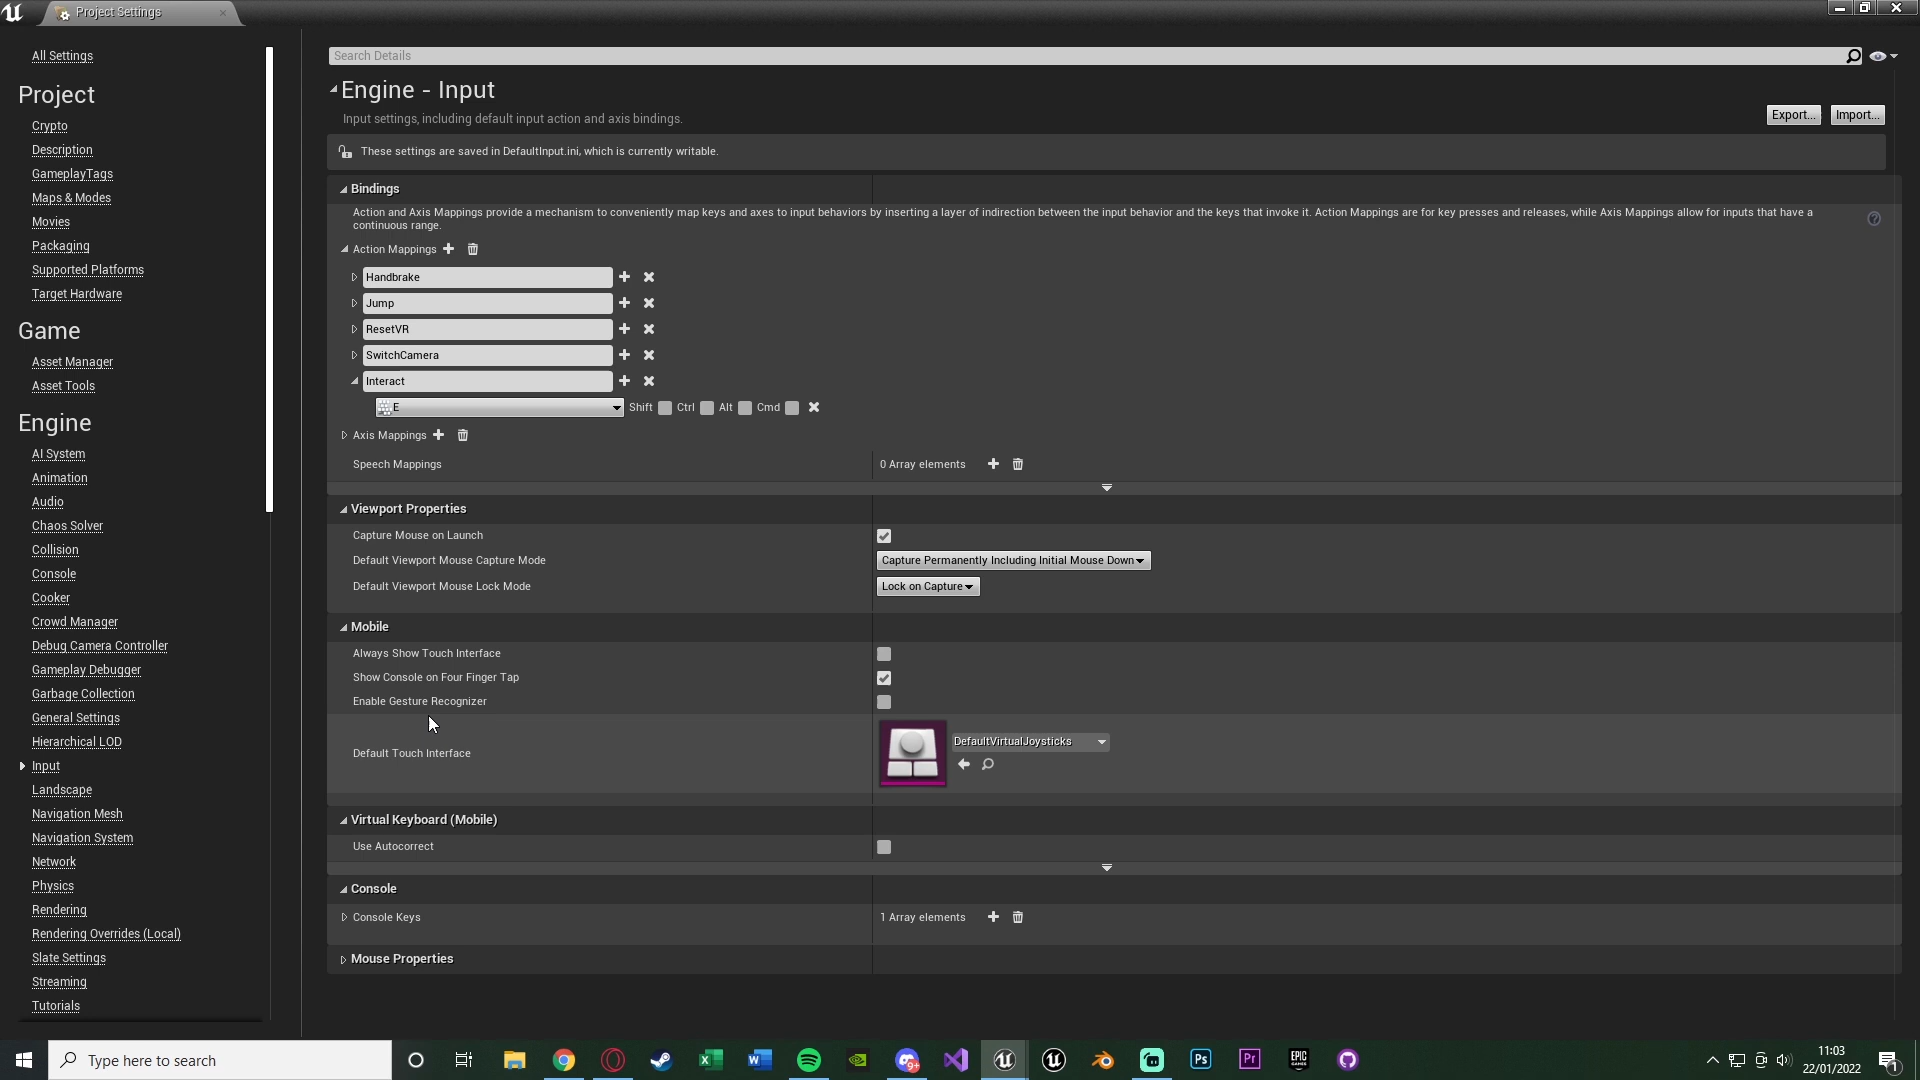 Project Settings
All Settings
Project
Crypto
Description
GameplayTags
Maps & Modes
Movies
Packaging
Supported Platforms
Target Hardware
Game
Asset Manager
Asset Tools
Engine
AI System
Animation
Audio
Chaos Solver
Collision
Console
Cooker
Crowd Manager
Debug Camera Controller
Gameplay Debugger
Garbage Collection
General Settings
Hierarchical LOD
Input
Landscape
Navigation Mesh
Navigation System
Network
Physics
Rendering
Rendering Overrides (Local)
Slate Settings
Streaming
Tutorials
Search Details
Engine - Input
Input settings, including default input action and axis bindings.
Export... Import...
These settings are saved in DefaultInput.ini, which is currently writable.
Bindings
Action and Axis Mappings provide a mechanism to conveniently map keys and axes to input behaviors by inserting a layer of indirection between the input behavior and the keys that invoke it. Action Mappings are for key presses and releases, while Axis Mappings allow for inputs that have a
continuous range.
Action Mappings
Handbrake
Jump
ResetVR
SwitchCamera
Interact
E Shift Ctrl Alt Cmd
Axis Mappings
Speech Mappings 0 Array elements
Viewport Properties
Capture Mouse on Launch
Default Viewport Mouse Capture Mode Capture Permanently Including Initial Mouse Down
Default Viewport Mouse Lock Mode Lock on Capture
Mobile
Always Show Touch Interface
Show Console on Four Finger Tap
Enable Gesture Recognizer
Default Touch Interface DefaultVirtualJoysticks
Virtual Keyboard (Mobile)
Use Autocorrect
Console
Console Keys 1 Array elements
Mouse Properties
Type here to search
X
W
9+
Ps
Pr
EPIC
GAMES
11:03
22/01/2022
1